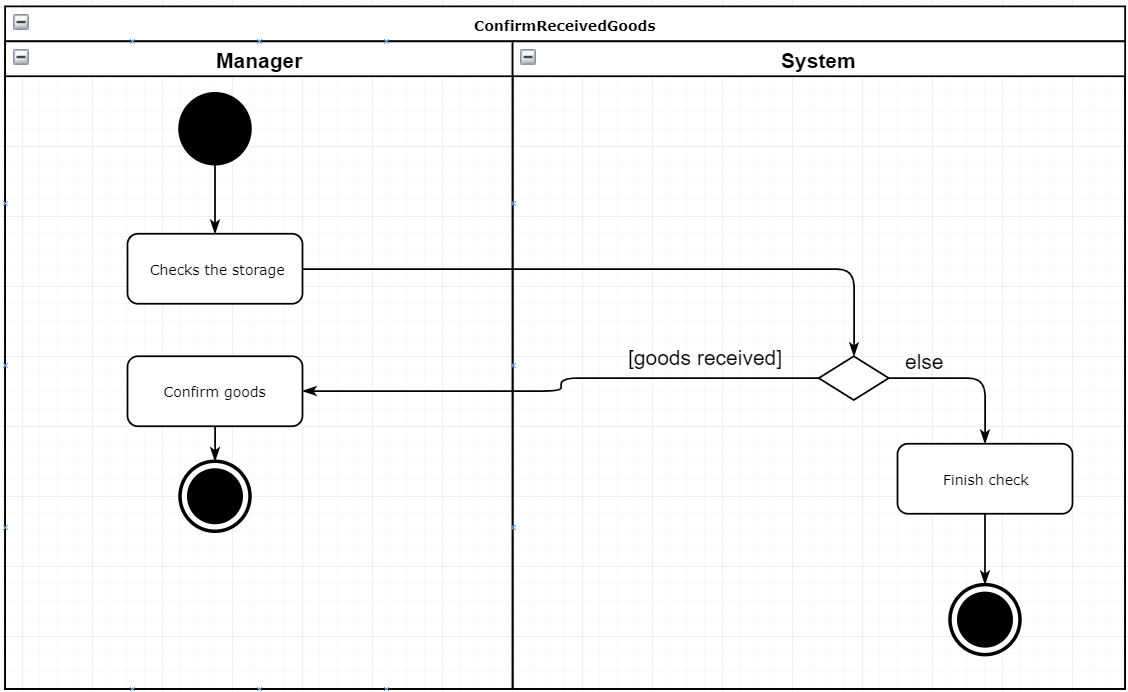 ConfirmReceivedGoods
Manager
System
Checks the storage
[goods received]
else
Confirm goods
Finish check